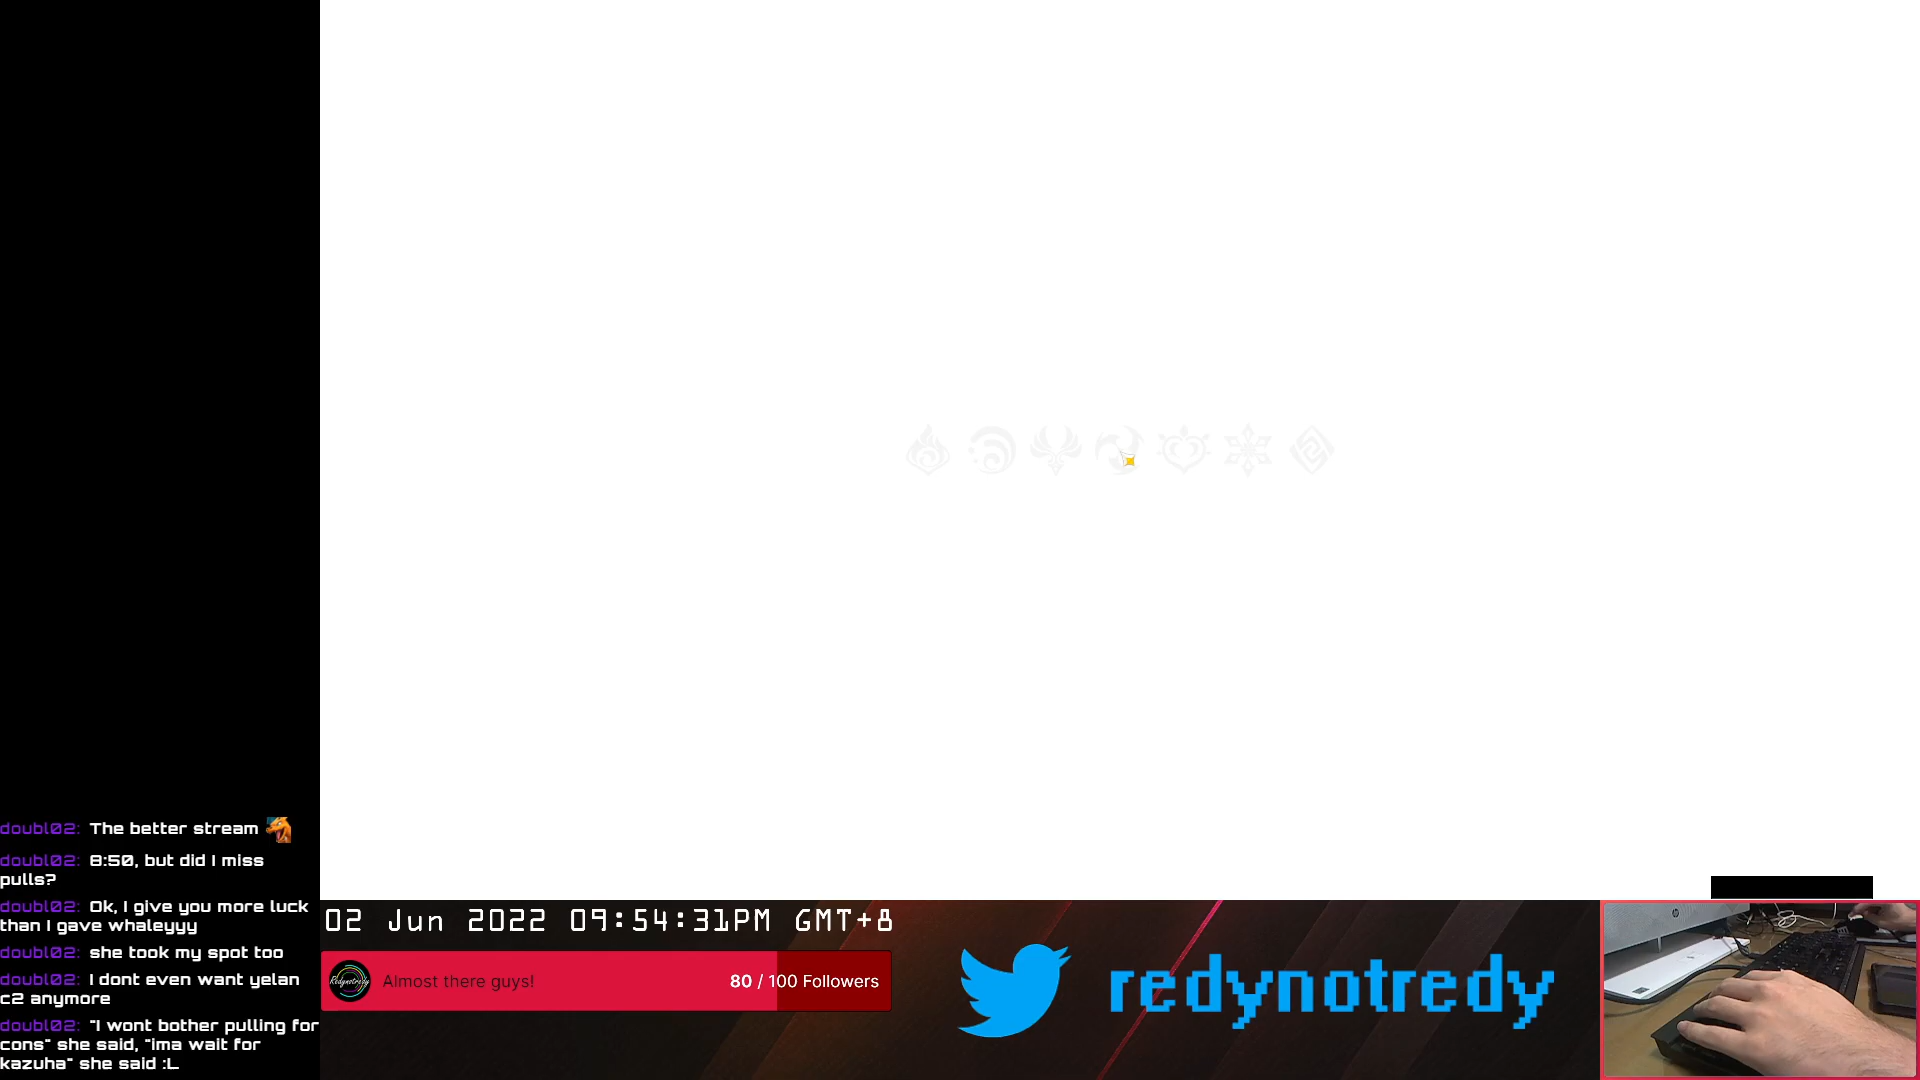 doubl02: The better stream
doubl02: 8:50, but did I miss
pulls?
doubl02: Ok, I give you more luck
than I gave whaleyyy
doubl02: she took my spot too
doubl02: I dont even want yelan
c2 anymore
doubl02: "I wont bother pulling for
cons" she said, "ima wait for
kazuha" she said :L
02 Jun 2022 09:54:31PM GMT+8
Redynotredy
Almost there guys!
80 / 100 Followers
redynotredy
hp